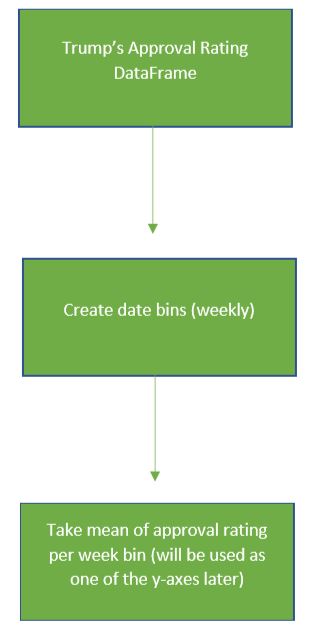 Trump’s Approval Rating
DataFrame
Create date bins (weekly)
Take mean of approval rating
per week bin (will be used as
one of the y-axes later)